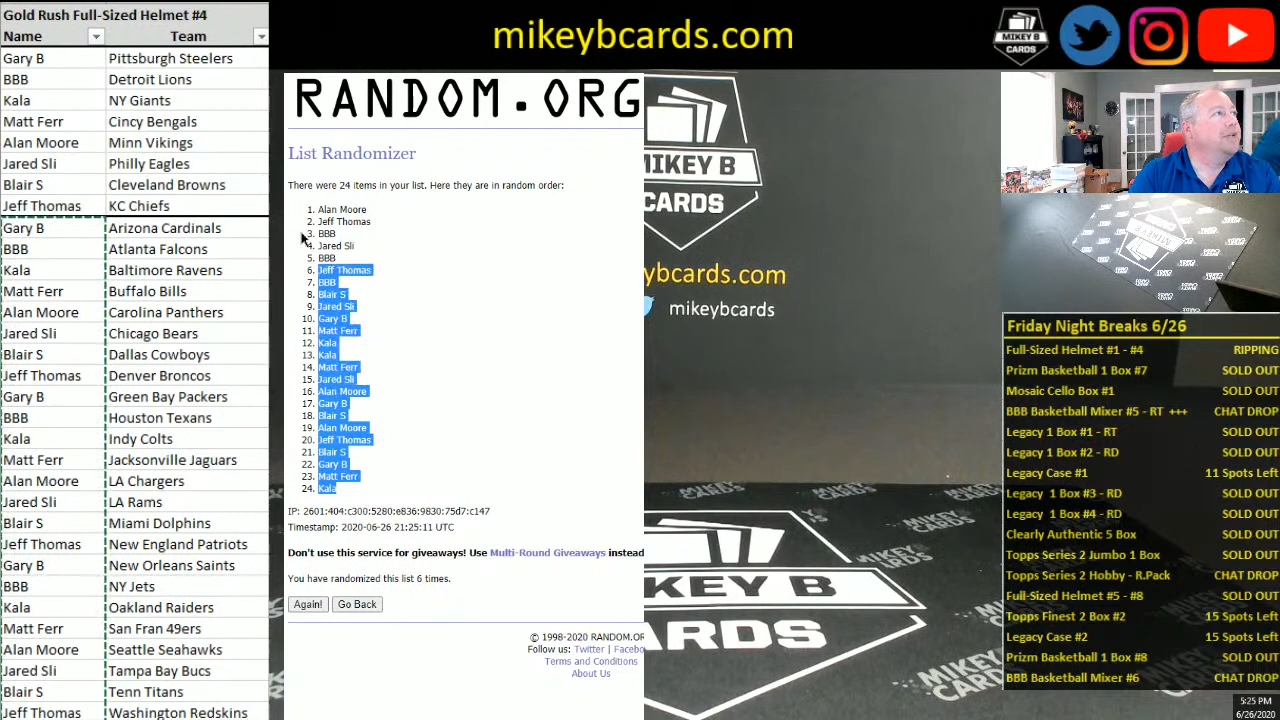 Gold Rush Full-Sized Helmet #4
Name Team
Gary B Pittsburgh Steelers
BBB Detroit Lions
Kala NY Giants
Matt Ferr Cincy Bengals
Alan Moore Minn Vikings
Jared Sli Philly Eagles
Blair S Cleveland Browns
Jeff Thomas KC Chiefs
Gary B Arizona Cardinals
BBB Atlanta Falcons
Kala Baltimore Ravens
Matt Ferr Buffalo Bills
Alan Moore Carolina Panthers
Jared Sli Chicago Bears
Blair S Dallas Cowboys
Jeff Thomas Denver Broncos
Gary B Green Bay Packers
BBB Houston Texans
Kala Indy Colts
Matt Ferr Jacksonville Jaguars
Alan Moore LA Chargers
Jared Sli LA Rams
Blair S Miami Dolphins
Jeff Thomas New England Patriots
Gary B New Orleans Saints
BBB NY Jets
Kala Oakland Raiders
Matt Ferr San Fran 49ers
Alan Moore Seattle Seahawks
Jared Sli Tampa Bay Bucs
Blair S Tenn Titans
Jeff Thomas Washington Redskins
mikeybcards.com
MIKEY B
CARDS
RANDOM.ORG
List Randomizer
There were 24 items in your list. Here they are in random order:
1. Alan Moore
2. Jeff Thomas
3. BBB
4. Jared Sli
5. BBB
6. Jeff Thomas
7. BBB
8. Blair S
9. Jared Sli
10. Gary B
11. Matt Ferr
12. Kala
13. Kala
14. Matt Ferr
15. Jared Sli
16. Alan Moore
17. Gary B
18. Blair S
19. Alan Moore
20. Jeff Thomas
21. Blair S
22. Gary B
23. Matt Ferr
24. Kala
IP: 2601:404:c300:5280:e836:9830:75d7:c147
Timestamp: 2020-06-26 21:25:11 UTC
Don't use this service for giveaways! Use Multi-Round Giveaways instead
You have randomized this list 6 times.
Again! Go Back
© 1998-2020 RANDOM.OR
Follow us: Twitter | Facebo
Terms and Conditions
About Us
MIKEY B
CARDS
ybcards.com
mikeybcards
MIKEY B
ARDS
Friday Night Breaks 6/26
Full-Sized Helmet #1 - #4 RIPPING
Prizm Basketball 1 Box #7 SOLD OUT
Mosaic Cello Box #1 SOLD OUT
BBB Basketball Mixer #5 - RT +++ CHAT DROP
Legacy 1 Box #1 - RT SOLD OUT
Legacy 1 Box #2 - RD SOLD OUT
Legacy Case #1 11 Spots Left
Legacy 1 Box #3 - RD SOLD OUT
Legacy 1 Box #4 - RD SOLD OUT
Clearly Authentic 5 Box SOLD OUT
Topps Series 2 Jumbo 1 Box SOLD OUT
Topps Series 2 Hobby - R.Pack CHAT DROP
Full-Sized Helmet #5 - #8 SOLD OUT
Topps Finest 2 Box #2 15 Spots Left
Legacy Case #2 15 Spots Left
Prizm Basketball 1 Box #8 SOLD OUT
BBB Basketball Mixer #6 CHAT DROP
5:25 PM
6/26/2020